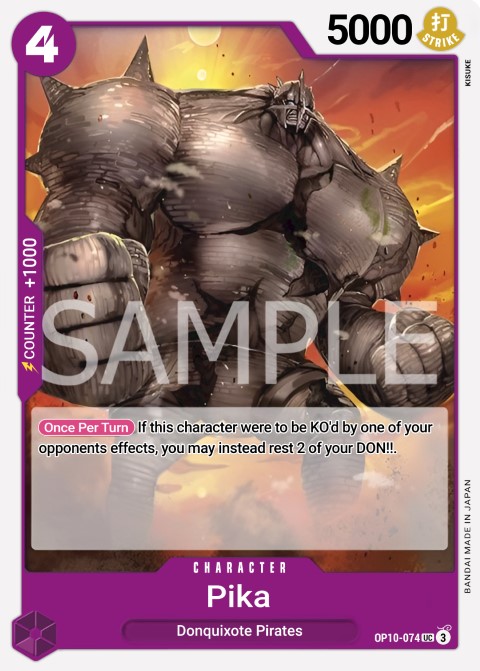 4
5000
打
STRIKE
KISUKE
COUNTER +1000
SAMPLE
Once Per Turn If this character were to be KO'd by one of your
opponents effects, you may instead rest 2 of your DON!!.
BANDAI MADE IN JAPAN
CHARACTER
Pika
Donquixote Pirates
OP10-074 UC 3